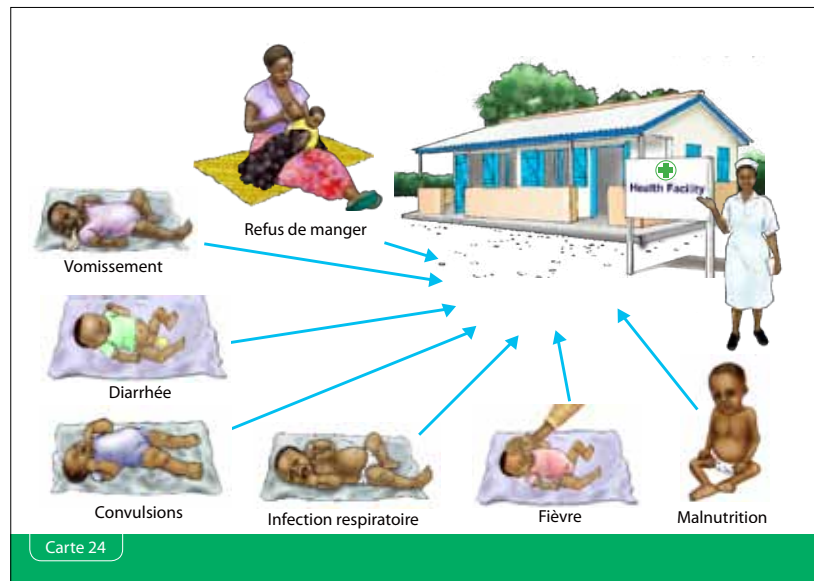 Health Facility
Refus de manger
Vomissement
Diarrhée
Convulsions
Infection respiratoire
Fièvre
Malnutrition
Carte 24